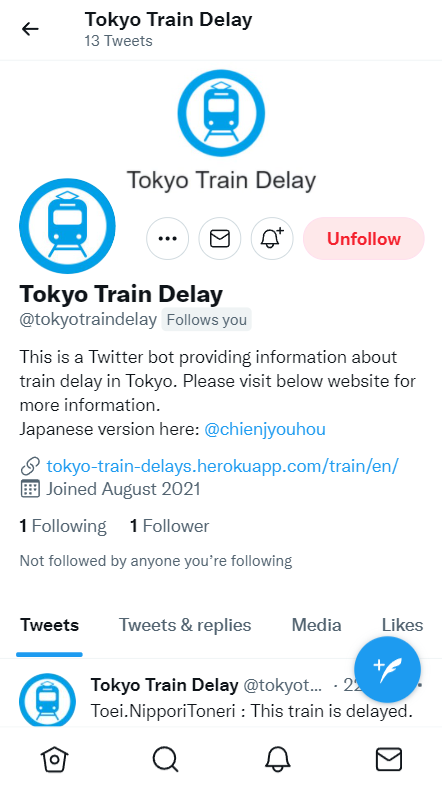 Tokyo Train Delay
13 Tweets
Tokyo Train Delay
Unfollow
Tokyo Train Delay
@tokyotraindelay Follows you
This is a Twitter bot providing information about
train delay in Tokyo. Please visit below website for
more information.
Japanese version here: @chienjyouhou
tokyo-train-delays.herokuapp.com/train/en/
Joined August 2021
1 Following 1 Follower
Not followed by anyone you're following
Tweets Tweets & replies Media Likes
Tokyo Train Delay @tokyot... ·
Toei.NipporiToneri : This train is delayed.